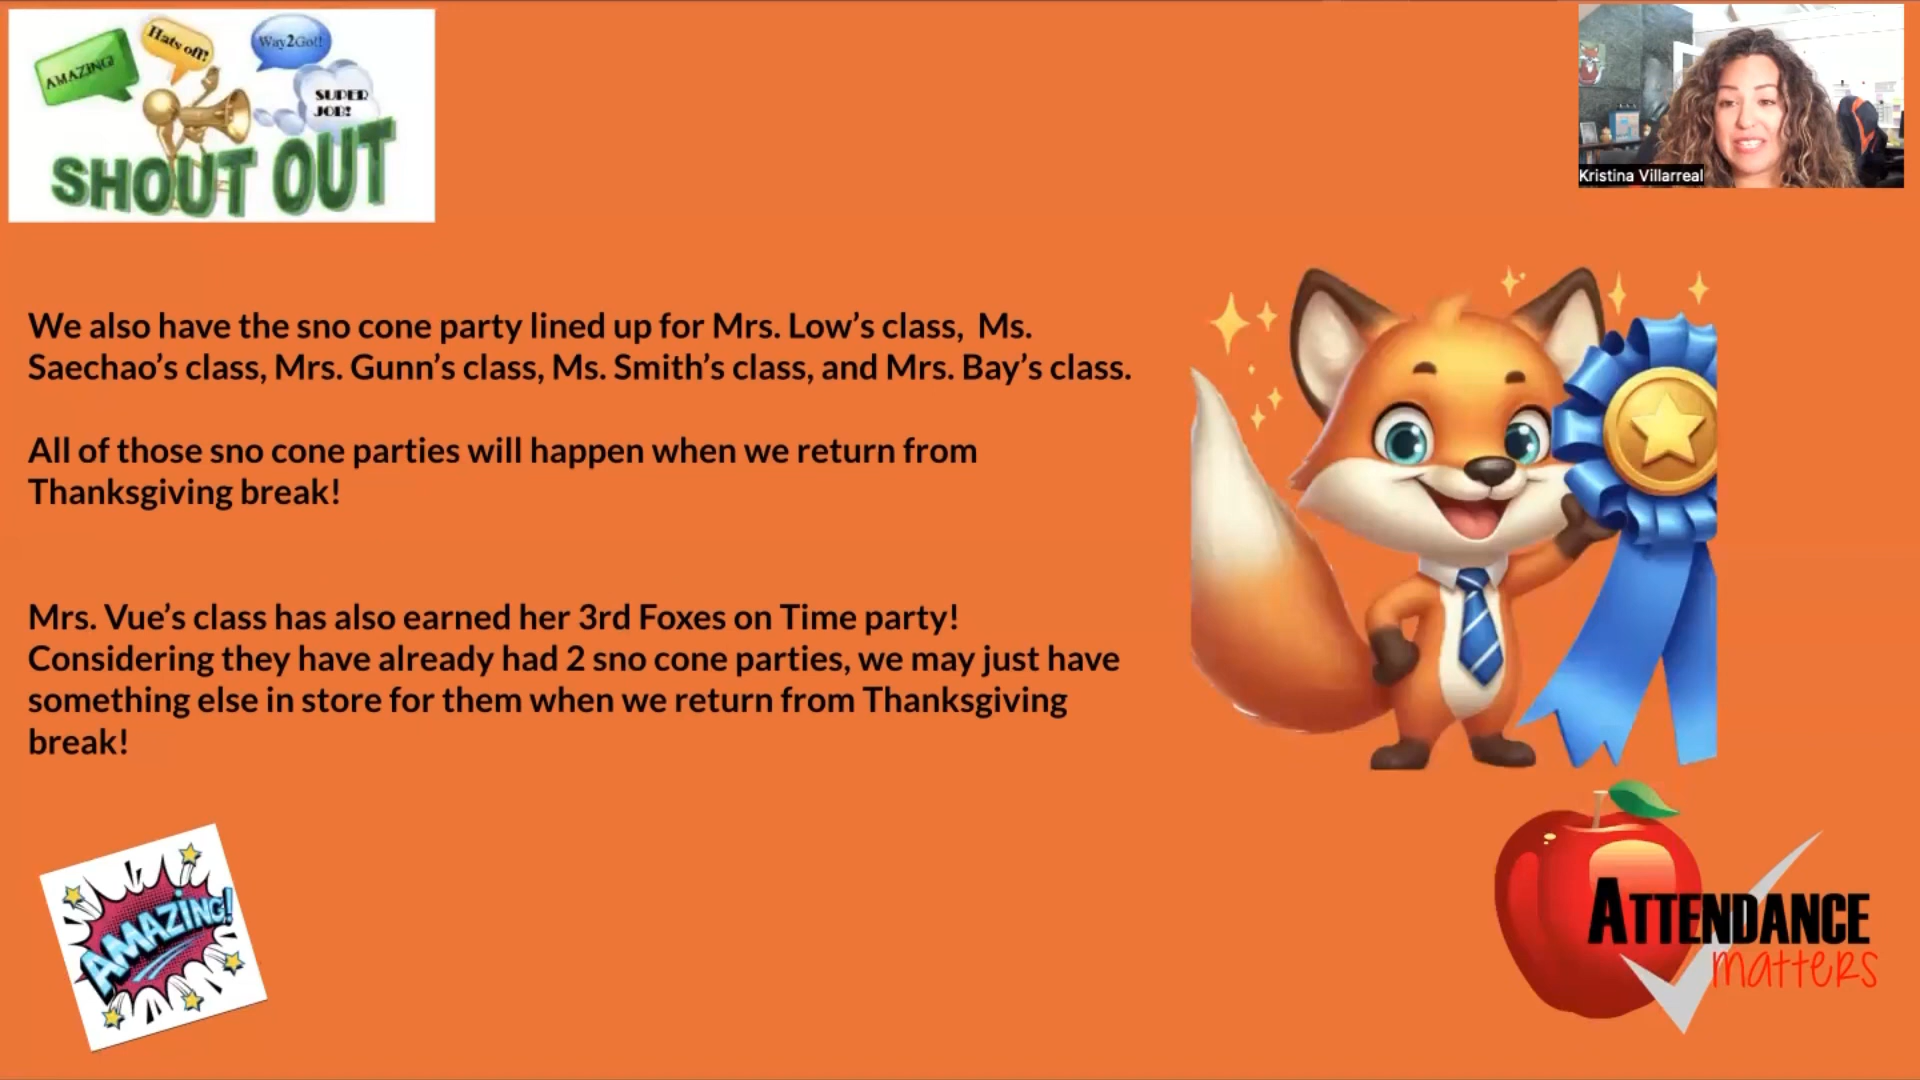 AMAZING!
Hats off!
Way2Go!!
SUPER
JOB!
SHOUT OUT
Kristina Villarreal
We also have the sno cone party lined up for Mrs. Low’s class,  Ms.
Saechao’s class, Mrs. Gunn’s class, Ms. Smith’s class, and Mrs. Bay’s class.
All of those sno cone parties will happen when we return from
Thanksgiving break!
Mrs. Vue’s class has also earned her 3rd Foxes on Time party!
Considering they have already had 2 sno cone parties, we may just have
something else in store for them when we return from Thanksgiving
break!
AMAZING!
ATTENDANCE
matters